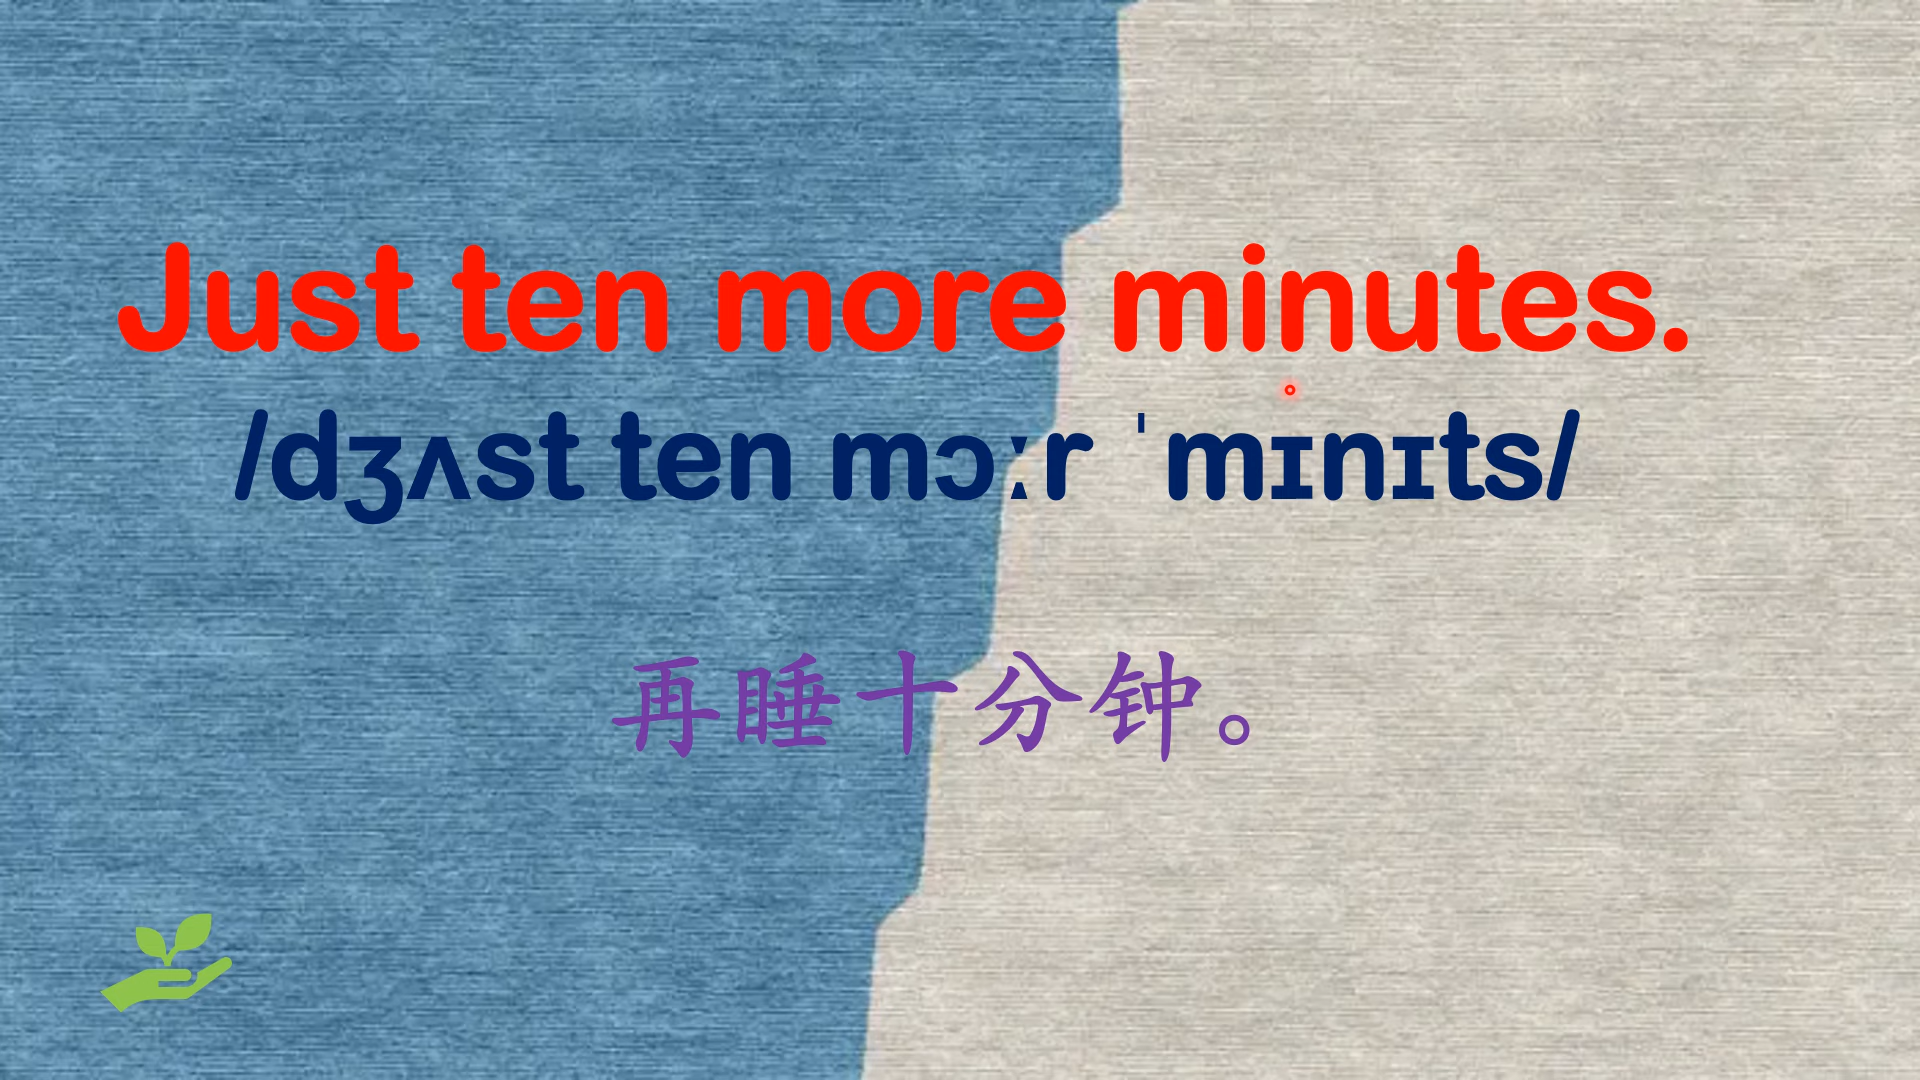 Just ten more minutes.
/dʒʌst ten mɔːr ˈmɪnɪts/
再睡十分钟。